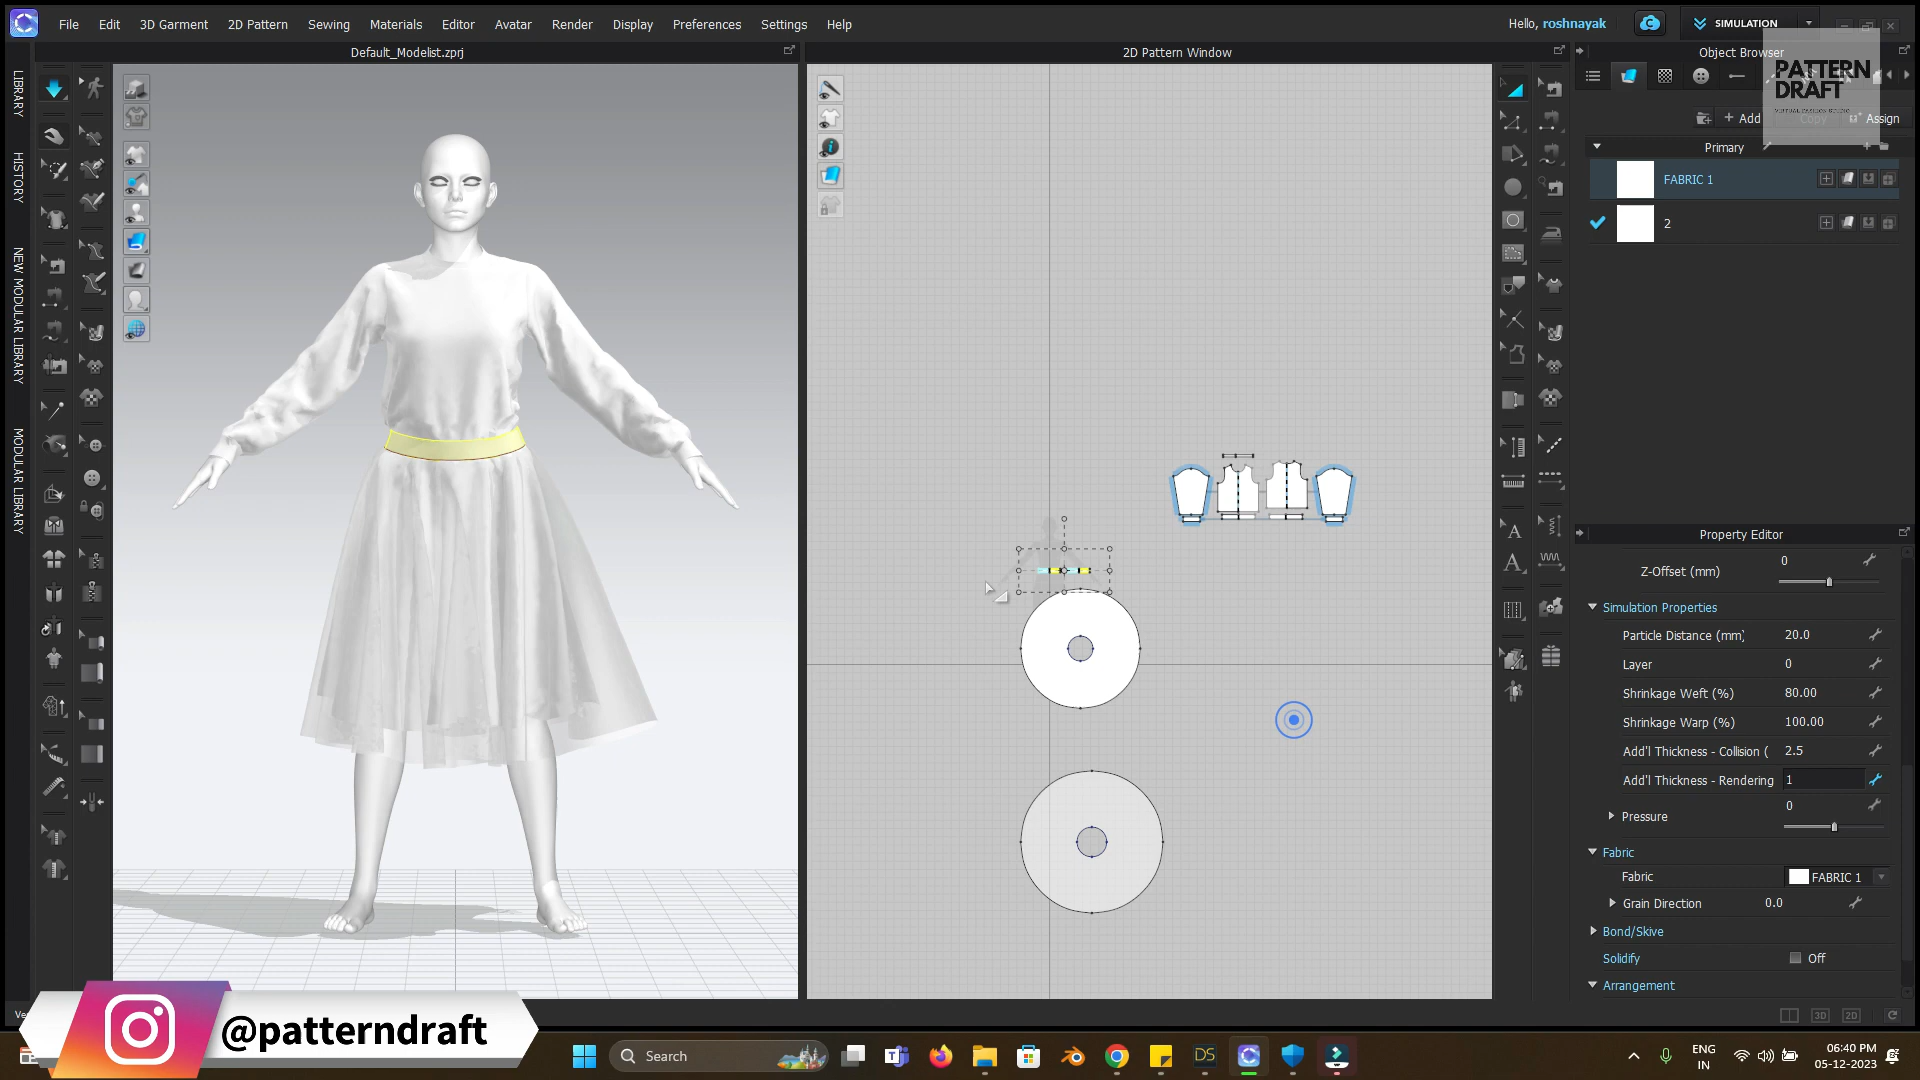 File Edit 3D Garment 2D Pattern Sewing Materials Editor Avatar Render Display Preferences Settings Help
Hello, roshnayak
SIMULATION
Default_Modelist.zprj
2D Pattern Window
Object Browser
LIBRARY
HISTORY
NEW MODULAR LIBRARY
MODULAR LIBRARY
PATTERN
DRAFT
+ Add
Copy
Assign
Primary
FABRIC 1
2
Property Editor
Z-Offset (mm) 0
Simulation Properties
Particle Distance (mm) 20.0
Layer 0
Shrinkage Weft (%) 80.00
Shrinkage Warp (%) 100.00
Add'l Thickness - Collision ( 2.5
Add'l Thickness - Rendering 1
Pressure 0
Fabric
Fabric FABRIC 1
Grain Direction 0.0
Bond/Skive
Solidify Off
Arrangement
3D 2D
@patterndraft
Search
DS
ENG
IN
06:40 PM
05-12-2023